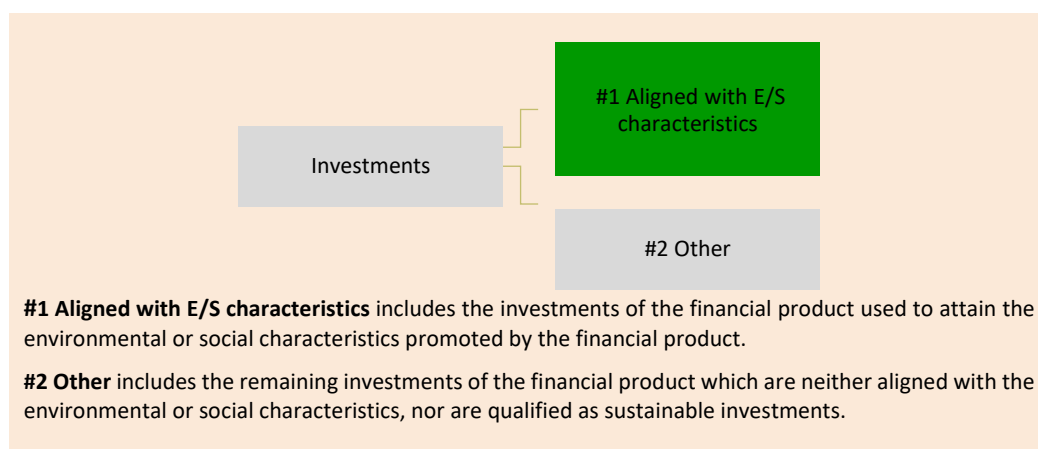 #1 Aligned with E/S
characteristics
Investments
#2 Other
#1 Aligned with E/S characteristics includes the investments of the financial product used to attain the
environmental or social characteristics promoted by the financial product.
#2 Other includes the remaining investments of the financial product which are neither aligned with the
environmental or social characteristics, nor are qualified as sustainable investments.